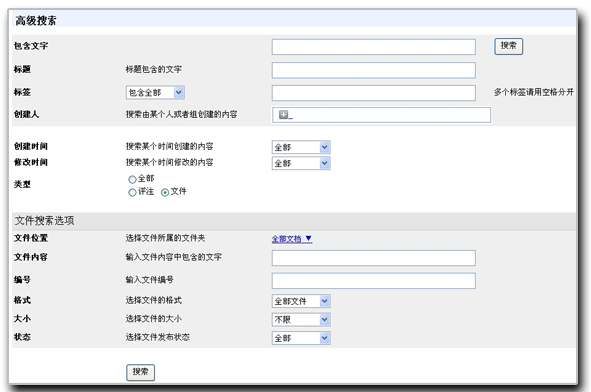 高级搜索
包含文字 搜索
标题 标题包含的文字
标签 包含全部 多个标签请用空格分开
创建人 搜索由某个人或者组创建的内容
创建时间 搜索某个时间创建的内容 全部
修改时间 搜索某个时间修改的内容 全部
类型 全部
评注 文件
文件搜索选项
文件位置 选择文件所属的文件夹 全部文档 ▼
文件内容 输入文件内容中包含的文字
编号 输入文件编号
格式 选择文件的格式 全部文件
大小 选择文件的大小 不限
状态 选择文件发布状态 全部
搜索